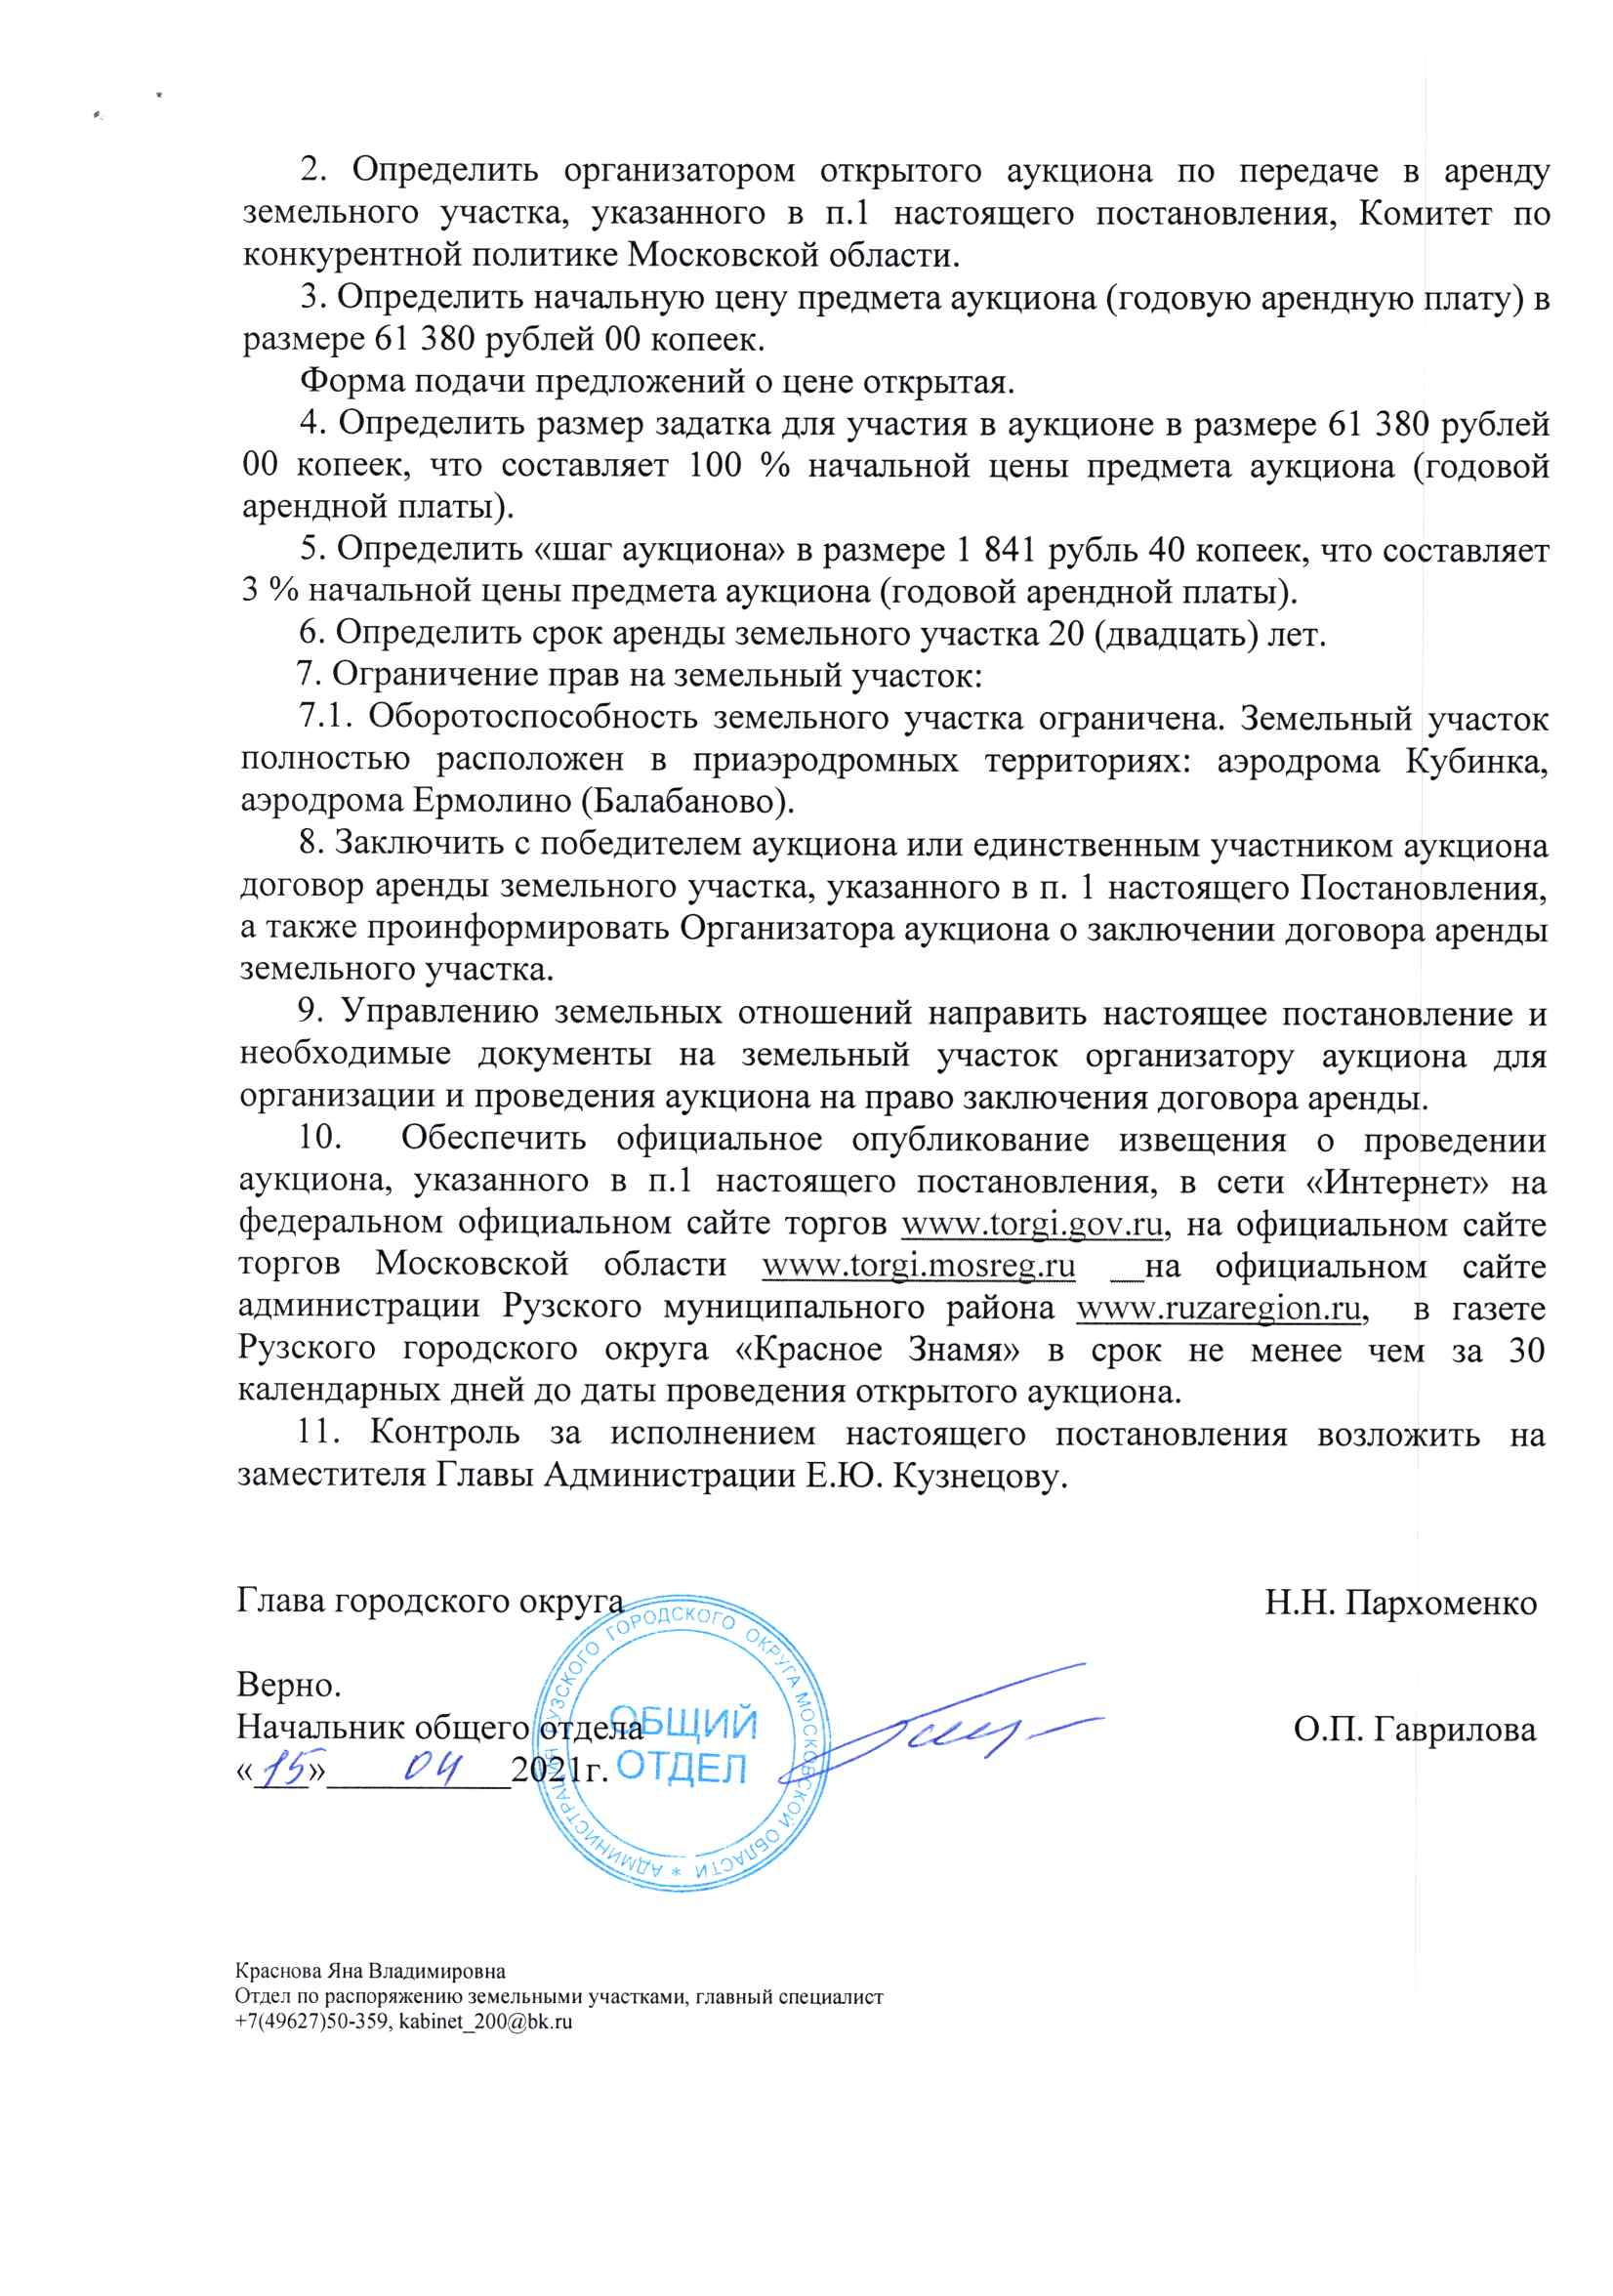 2. Определить организатором открытого аукциона по передаче в аренду
земельного участка, указанного в п.1 настоящего постановления, Комитет по
конкурентной политике Московской области.
3. Определить начальную цену предмета аукциона (годовую арендную плату) в
размере 61 380 рублей 00 копеек.
Форма подачи предложений о цене открытая.
4. Определить размер задатка для участия в аукционе в размере 61 380 рублей
00 копеек, что составляет 100 % начальной цены предмета аукциона (годовой
арендной платы).
5. Определить «шаг аукциона» в размере 1 841 рубль 40 копеек, что составляет
3 % начальной цены предмета аукциона (годовой арендной платы).
6. Определить срок аренды земельного участка 20 (двадцать) лет.
7. Ограничение прав на земельный участок:
7.1. Оборотоспособность земельного участка ограничена. Земельный участок
полностью расположен в приаэродромных территориях: аэродрома Кубинка,
аэродрома Ермолино (Балабаново).
8. Заключить с победителем аукциона или единственным участником аукциона
договор аренды земельного участка, указанного в п. 1 настоящего Постановления,
а также проинформировать Организатора аукциона о заключении договора аренды
земельного участка.
9. Управлению земельных отношений направить настоящее постановление и
необходимые документы на земельный участок организатору аукциона для
организации и проведения аукциона на право заключения договора аренды.
10. Обеспечить официальное опубликование извещения о проведении
аукциона, указанного в п.1 настоящего постановления, в сети «Интернет» на
федеральном официальном сайте торгов www.torgi.gov.ru, на официальном сайте
торгов Московской области www.torgi.mosreg.ru _на официальном сайте
администрации Рузского муниципального района www.ruzaregion.ru, в газете
Рузского городского округа «Красное Знамя» в срок не менее чем за 30
календарных дней до даты проведения открытого аукциона.
11. Контроль за исполнением настоящего постановления возложить на
заместителя Главы Администрации Е.Ю. Кузнецову.
Глава городского округа Н.Н. Пархоменко
Верно.
Начальник общего отдела О.П. Гаврилова
«15» 04 2021г.
АДМИНИСТРАЦИЯ РУЗСКОГО ГОРОДСКОГО ОКРУГА МОСКОВСКОЙ ОБЛАСТИ *
ОБЩИЙ
ОТДЕЛ
Краснова Яна Владимировна
Отдел по распоряжению земельными участками, главный специалист
+7(49627)50-359, kabinet_200@bk.ru